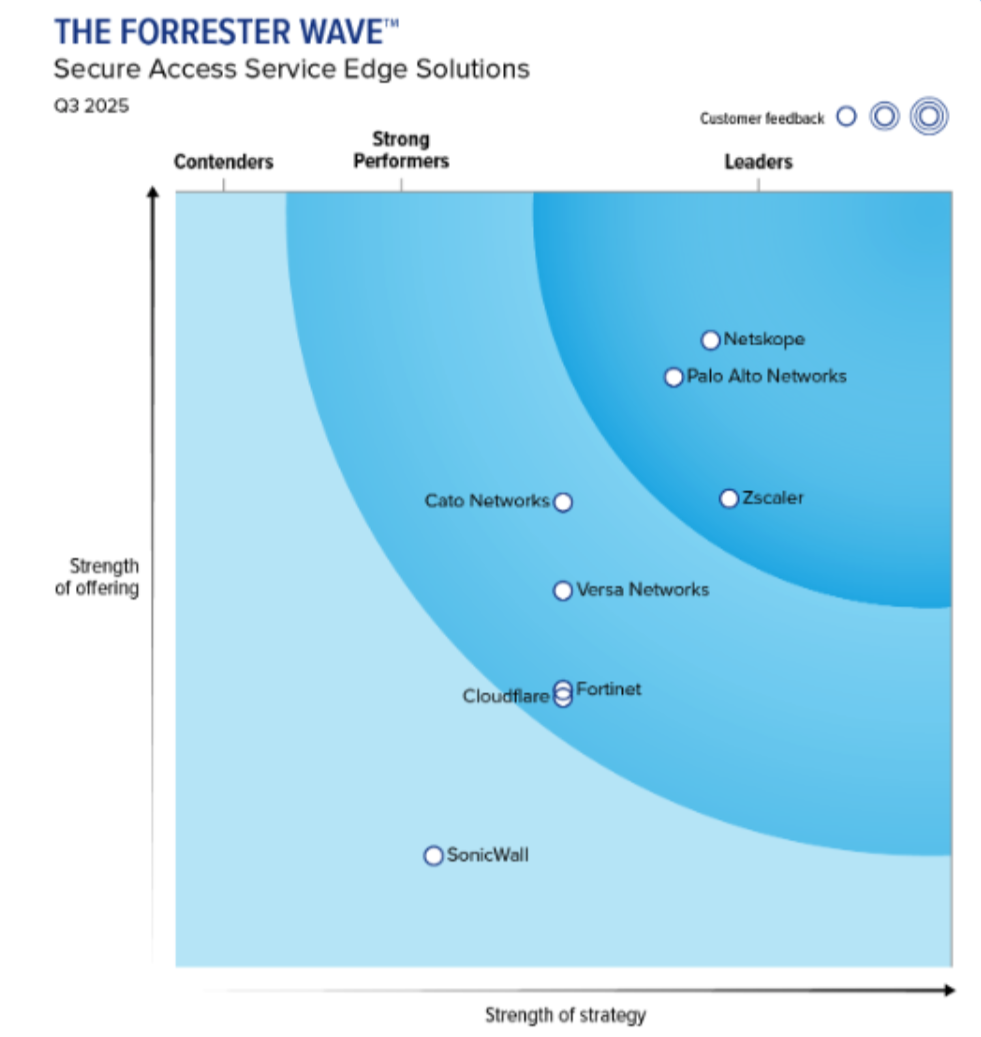 THE FORRESTER WAVE™
Secure Access Service Edge Solutions
Q3 2025
Customer feedback
Contenders
Strong
Performers
Leaders
Netskope
Palo Alto Networks
Cato Networks
Zscaler
Strength
of offering
Versa Networks
Fortinet
Cloudflare
SonicWall
Strength of strategy